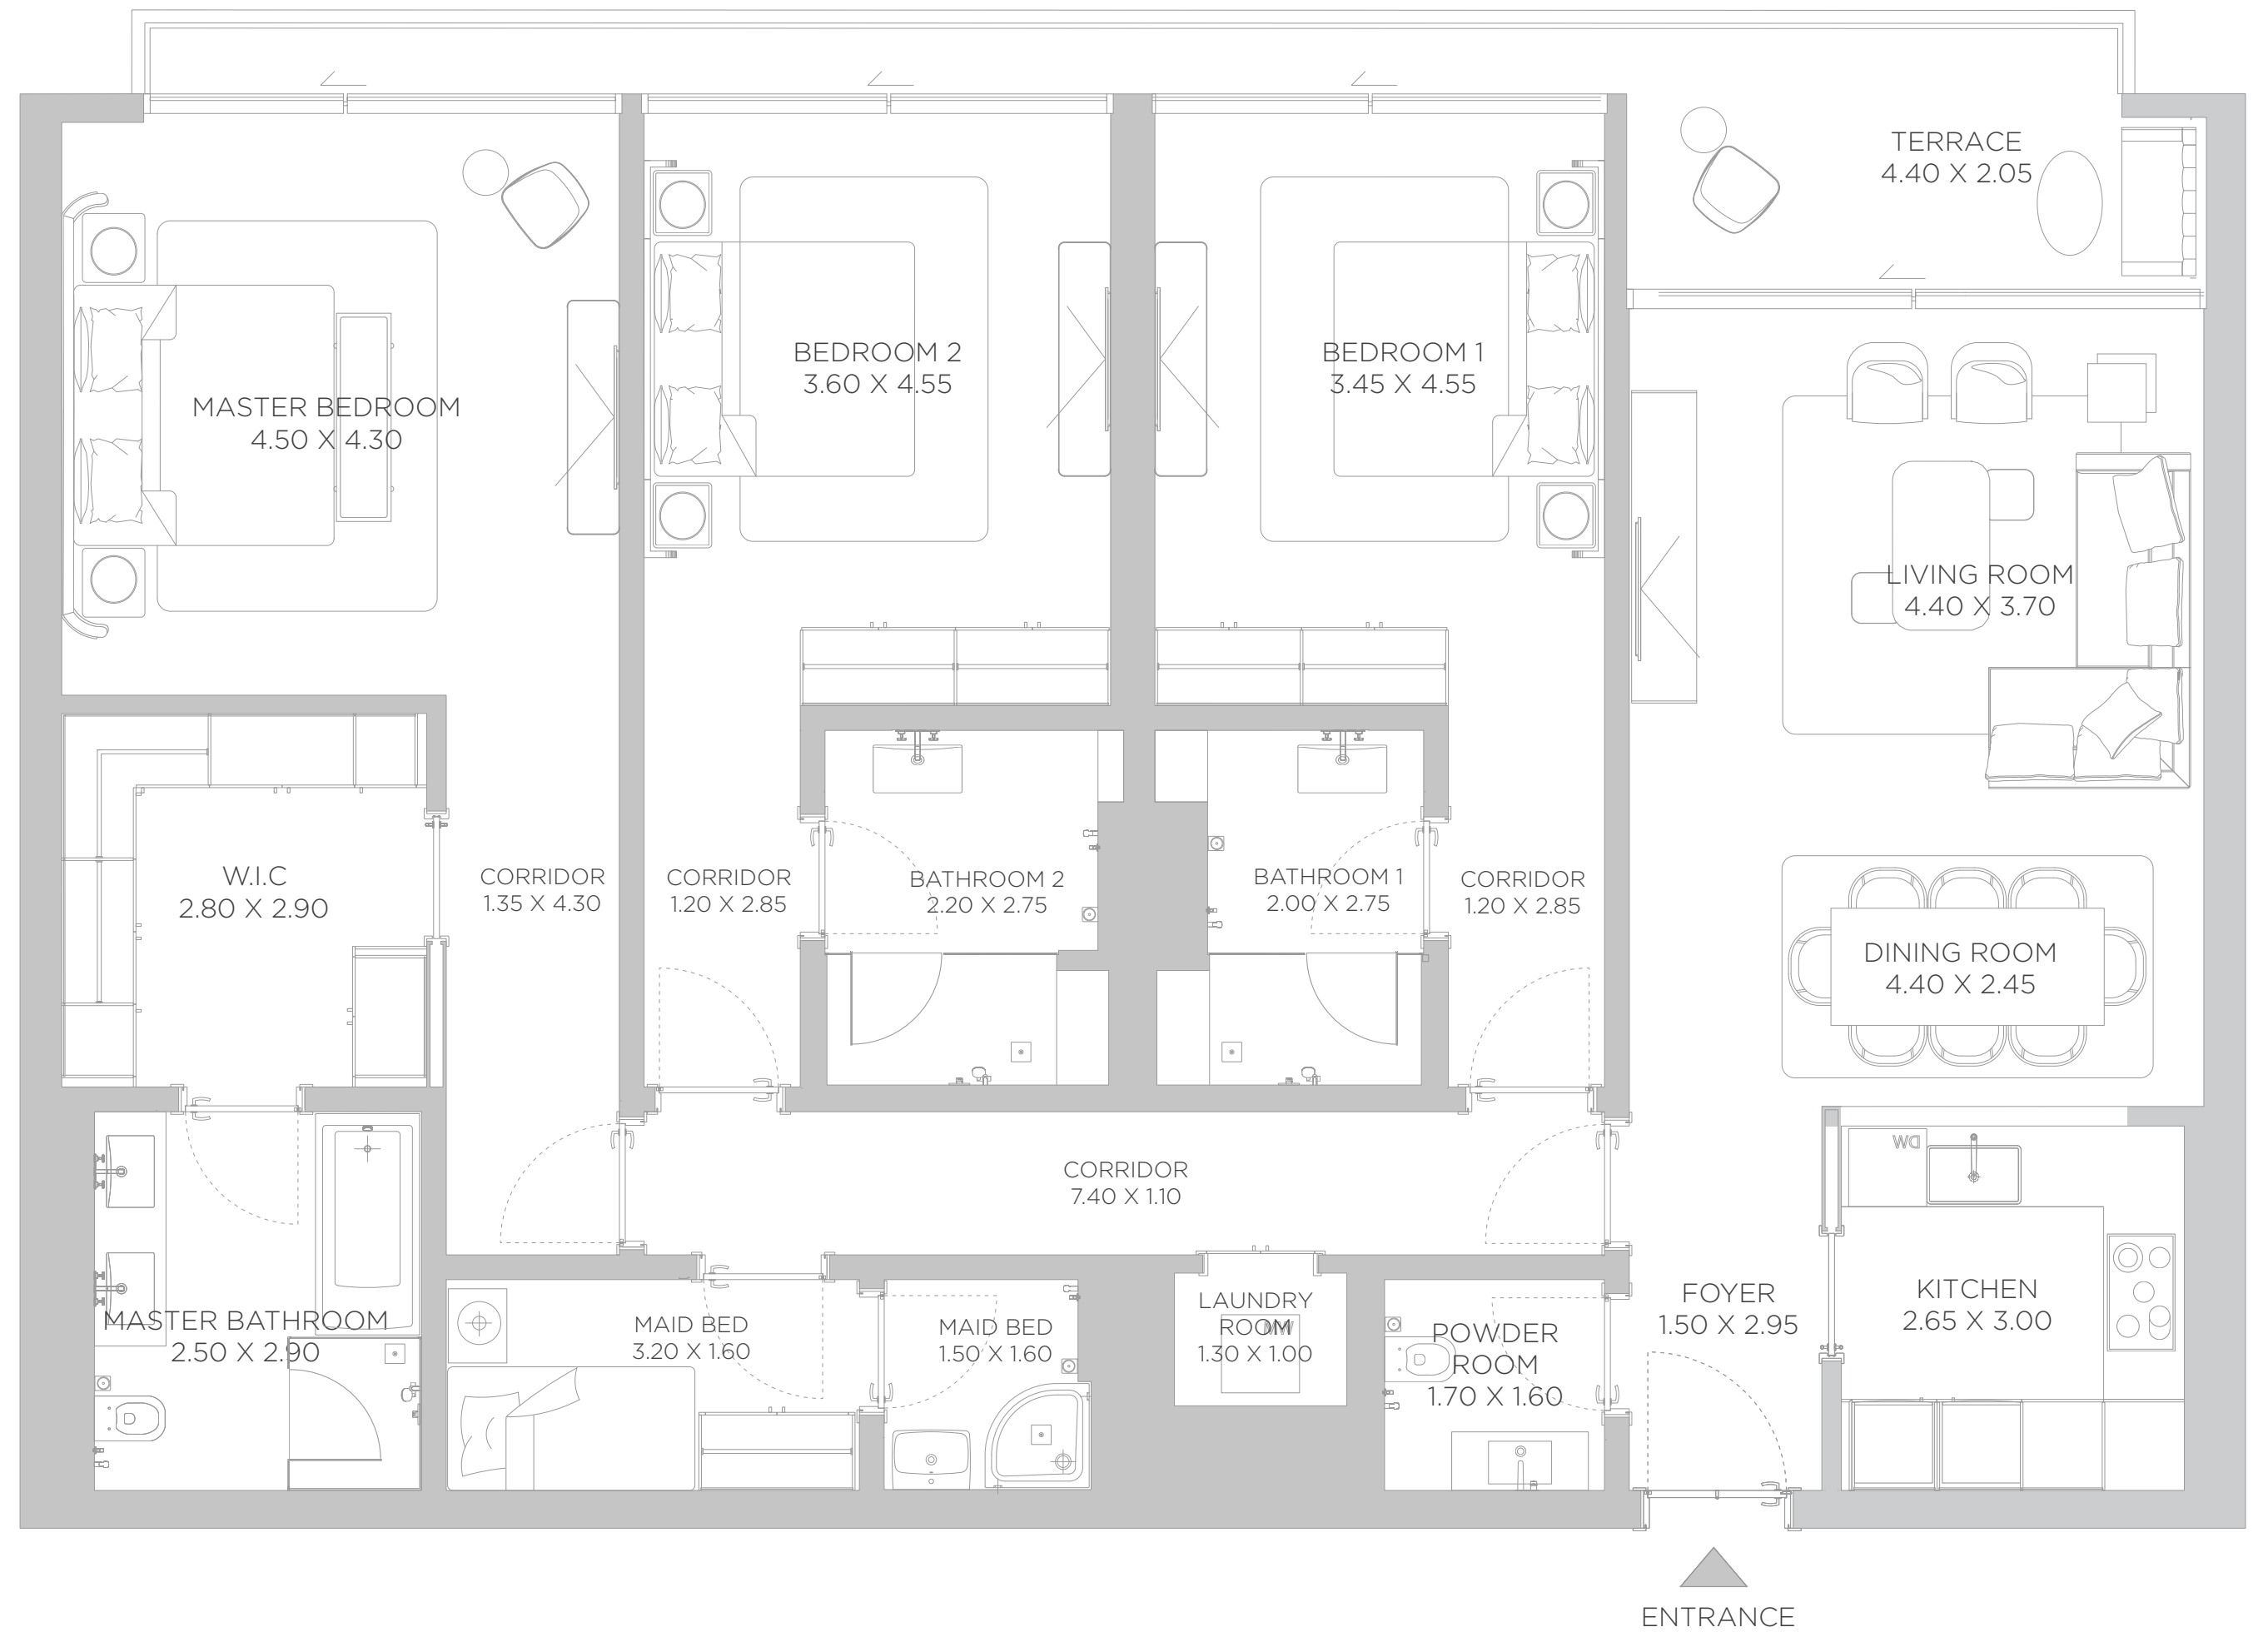 TERRACE
4.40 X 2.05
BEDROOM 2
3.60 X 4.55
BEDROOM 1
3.45 X 4.55
MASTER BEDROOM
4.50 X 4.30
LIVING ROOM
4.40 X 3.70
W.I.C
2.80 X 2.90
CORRIDOR
1.35 X 4.30
CORRIDOR
1.20 X 2.85
BATHROOM 2
2.20 X 2.75
BATHROOM 1
2.00 X 2.75
CORRIDOR
1.20 X 2.85
DINING ROOM
4.40 X 2.45
DW
CORRIDOR
7.40 X 1.10
MASTER BATHROOM
2.50 X 2.90
MAID BED
3.20 X 1.60
MAID BED
1.50 X 1.60
LAUNDRY
ROOM
1.30 X 1.00
POWDER
ROOM
1.70 X 1.60
FOYER
1.50 X 2.95
KITCHEN
2.65 X 3.00
ENTRANCE